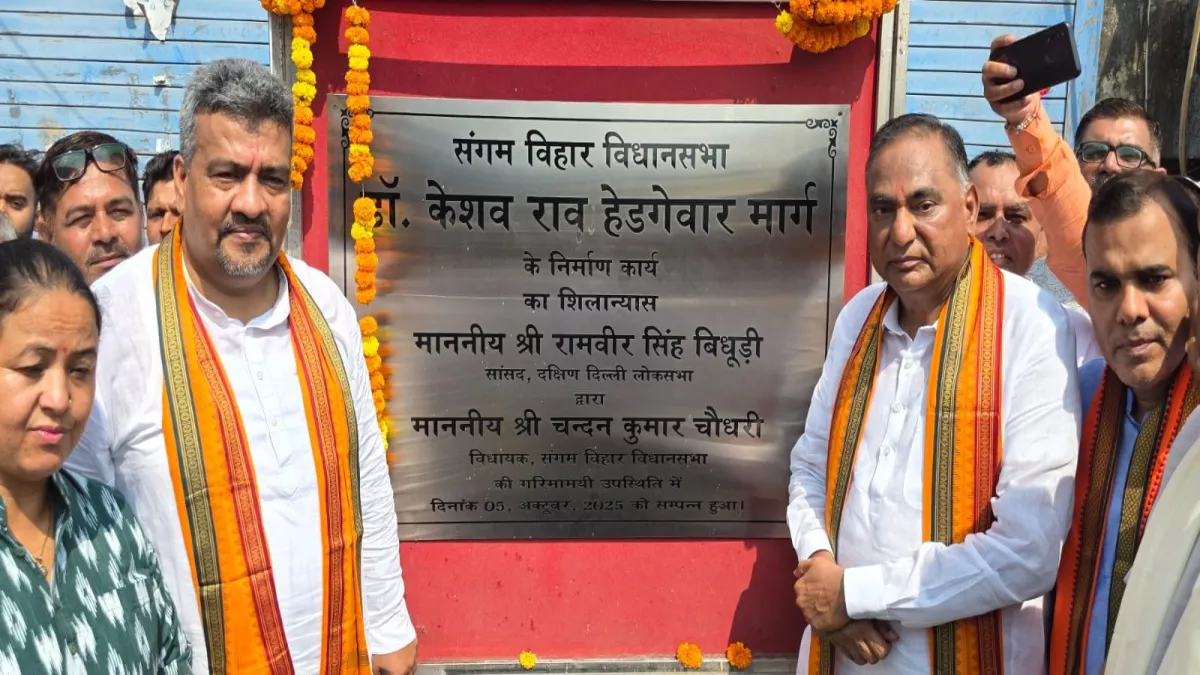 संगम विहार विधानसभा
डॉ. केशव राव हेडगेवार मार्ग
के निर्माण कार्य
का शिलान्यास
माननीय श्री रामवीर सिंह बिधूड़ी
सांसद, दक्षिण दिल्ली लोकसभा
द्वारा
माननीय श्री चन्दन कुमार चौधरी
विधायक, संगम विहार विधानसभा
की गरिमामयी उपस्थिति में
दिनांक 05, अक्टूबर, 2025 को सम्पन्न हुआ।